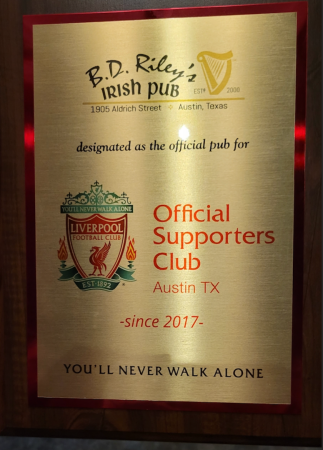 B.D. Riley's
IRISH PUB
ESTD 2000
1905 Aldrich Street Austin, Texas
designated as the official pub for
YOU'LL NEVER WALK ALONE
LIVERPOOL
FOOTBALL CLUB
EST·1892
Official
Supporters
Club
Austin TX
-since 2017-
YOU'LL NEVER WALK ALONE